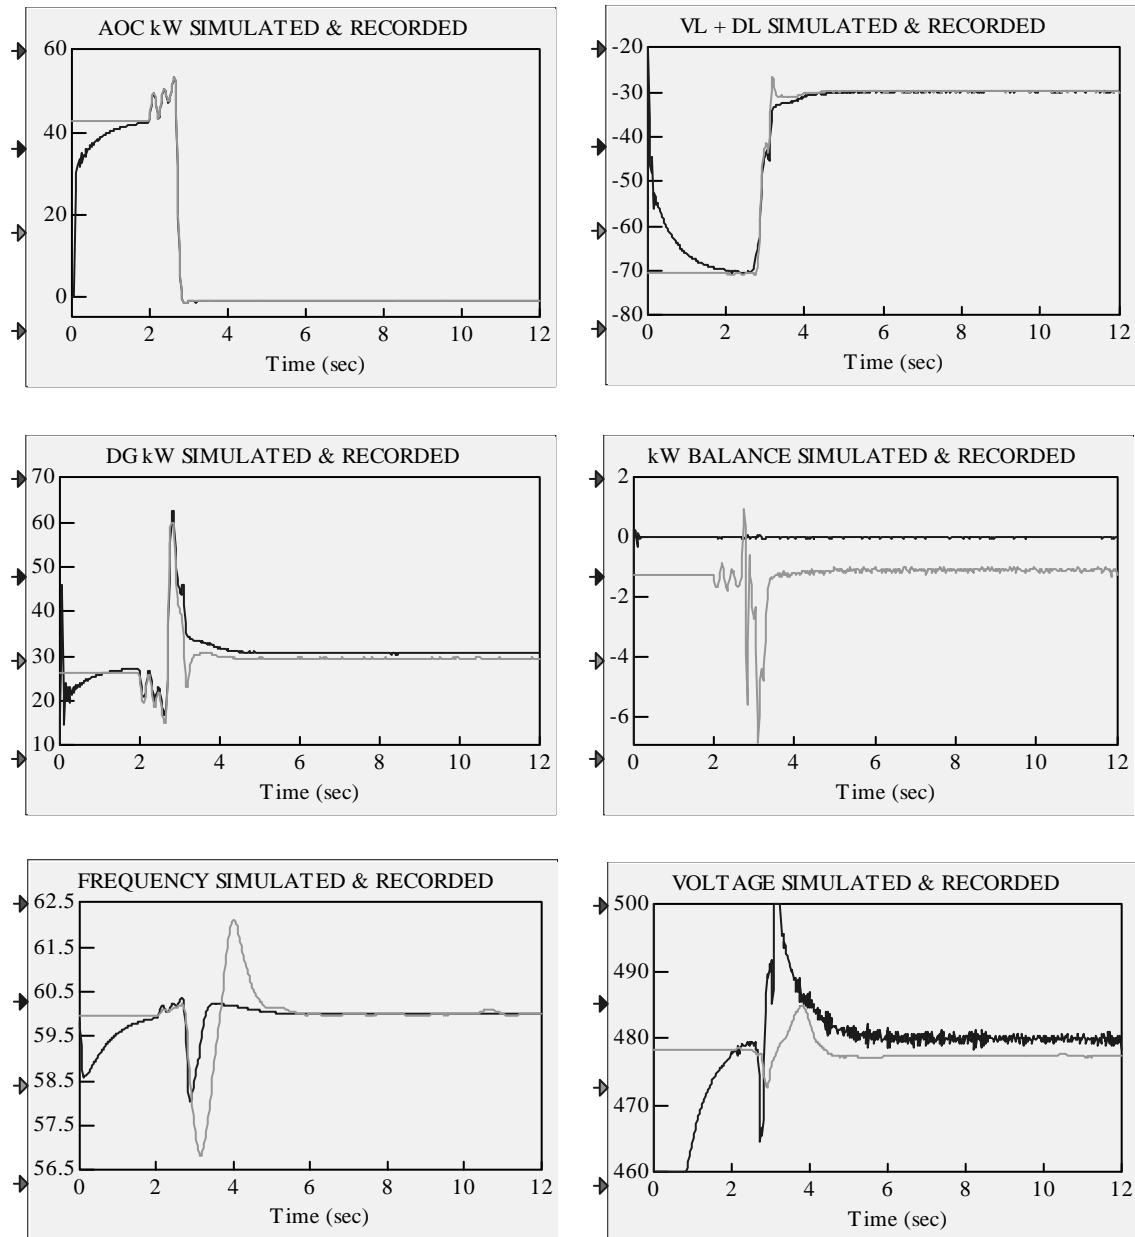 AOC kW SIMULATED & RECORDED
60
40
20
0
0 2 4 6 8 10 12
Time (sec)
VL + DL SIMULATED & RECORDED
-20
-30
-40
-50
-60
-70
-80
0 2 4 6 8 10 12
Time (sec)
DG kW SIMULATED & RECORDED
70
60
50
40
30
20
10
0 2 4 6 8 10 12
Time (sec)
kW BALANCE SIMULATED & RECORDED
2
0
-2
-4
-6
0 2 4 6 8 10 12
Time (sec)
FREQUENCY SIMULATED & RECORDED
62.5
61.5
60.5
59.5
58.5
57.5
56.5
0 2 4 6 8 10 12
Time (sec)
VOLTAGE SIMULATED & RECORDED
500
490
480
470
460
0 2 4 6 8 10 12
Time (sec)